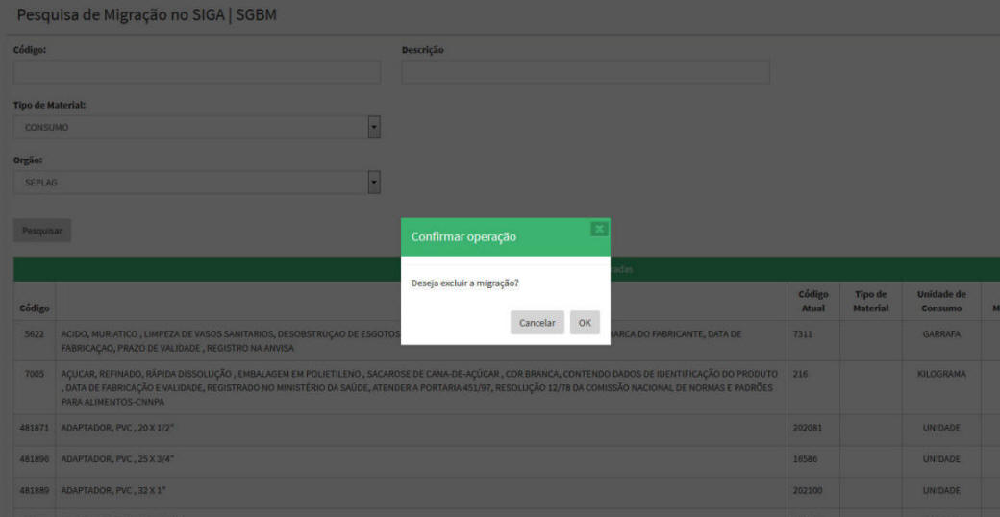 Pesquisa de Migração no SIGA | SGBM
Código:
Descrição
Tipo de Material:
CONSUMO
Orgão:
SEPLAG
Pesquisar
Confirmar operação
Deseja excluir a migração?
Cancelar
OK
Código
Código Atual
Tipo de Material
Unidade de Consumo
5622
ACIDO, MURIATICO , LIMPEZA DE VASOS SANITARIOS, DESOBSTRUÇAO DE ESGOTOS
MARCA DO FABRICANTE, DATA DE
FABRICAÇAO, PRAZO DE VALIDADE , REGISTRO NA ANVISA
7311
GARRAFA
7005
AÇUCAR, REFINADO, RÁPIDA DISSOLUÇÃO , EMBALAGEM EM POLIETILENO , SACAROSE DE CANA-DE-AÇÚCAR , COR BRANCA, CONTENDO DADOS DE IDENTIFICAÇÃO DO PRODUTO
, DATA DE FABRICAÇÃO E VALIDADE, REGISTRADO NO MINISTÉRIO DA SAÚDE, ATENDER A PORTARIA 451/97, RESOLUÇÃO 12/78 DA COMISSÃO NACIONAL DE NORMAS E PADRÕES
PARA ALIMENTOS-CNNPA
216
KILOGRAMA
481871 ADAPTADOR, PVC , 20 X 1/2" 202081 UNIDADE
481896 ADAPTADOR, PVC , 25 X 3/4" 16586 UNIDADE
481889 ADAPTADOR, PVC , 32 X 1" 202100 UNIDADE